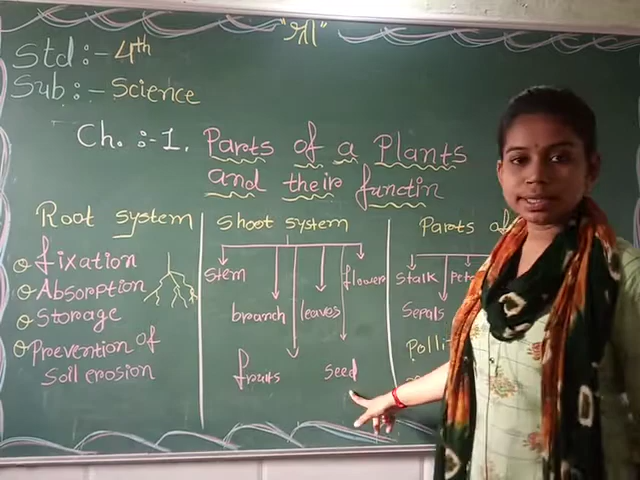 "श्री"
Std :- 4th
Sub :- Science
Ch. :- 1. Parts of a Plants
and their functin
Root system
fixation
Absorption
Storage
Prevention of
Soil erosion
Shoot system
Stem
flower
branch
leaves
fruits
seed
Parts of
Stalk
Sepals